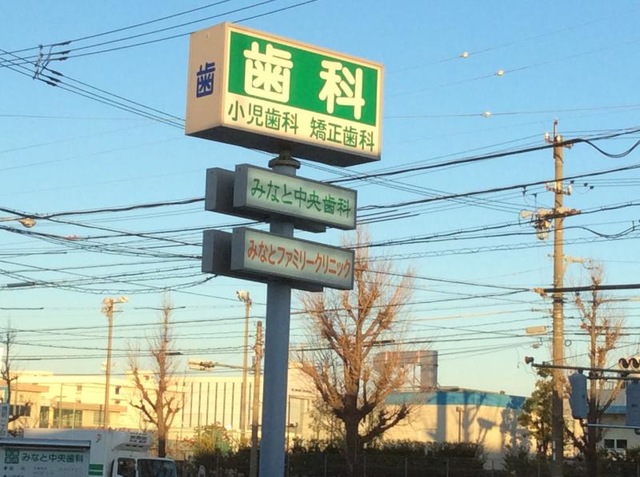 歯
歯科
小児歯科 矯正歯科
みなと中央歯科
みなとファミリークリニック
みなと中央歯科